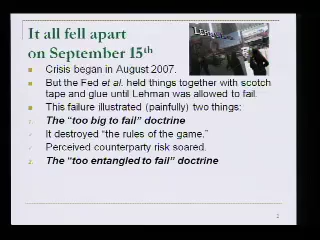 It all fell apart
on September 15th
Crisis began in August 2007.
But the Fed et al. held things together with scotch
tape and glue until Lehman was allowed to fail.
This failure illustrated (painfully) two things:
1. The "too big to fail" doctrine
It destroyed "the rules of the game,"
Perceived counterparty risk soared.
2. The "too entangled to fail" doctrine